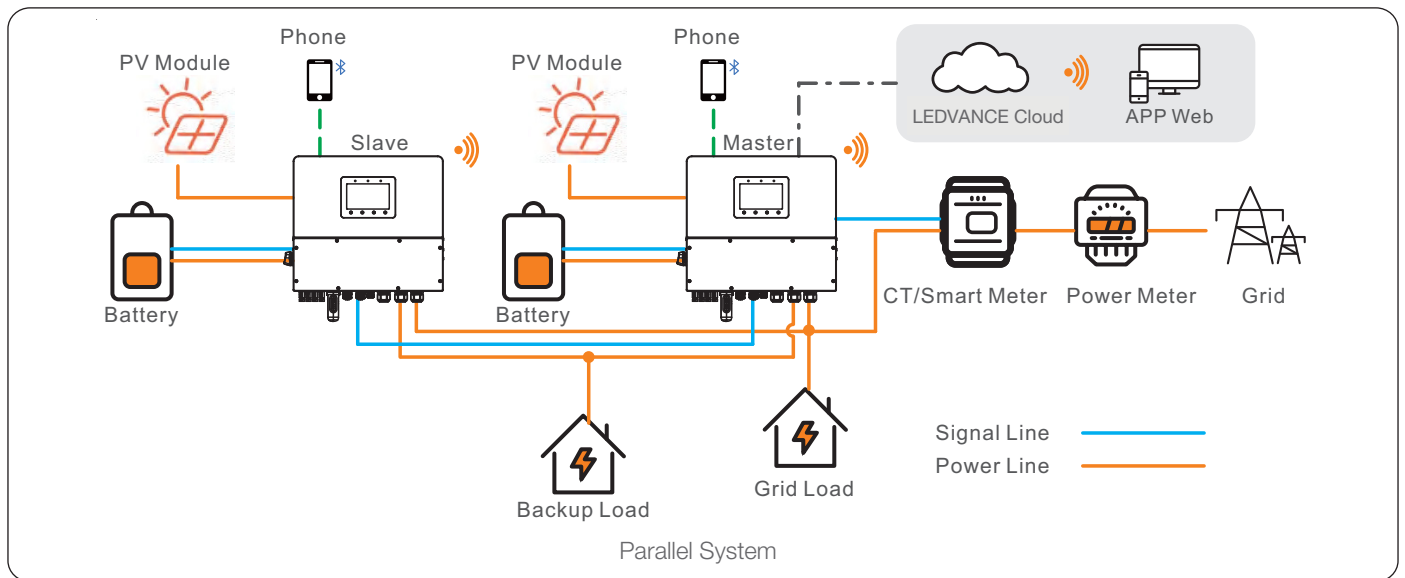 Phone
Phone
PV Module
PV Module
LEDVANCE Cloud
APP Web
Slave
Master
Battery
Battery
CT/Smart Meter
Power Meter
Grid
Signal Line
Power Line
Grid Load
Backup Load
Parallel System